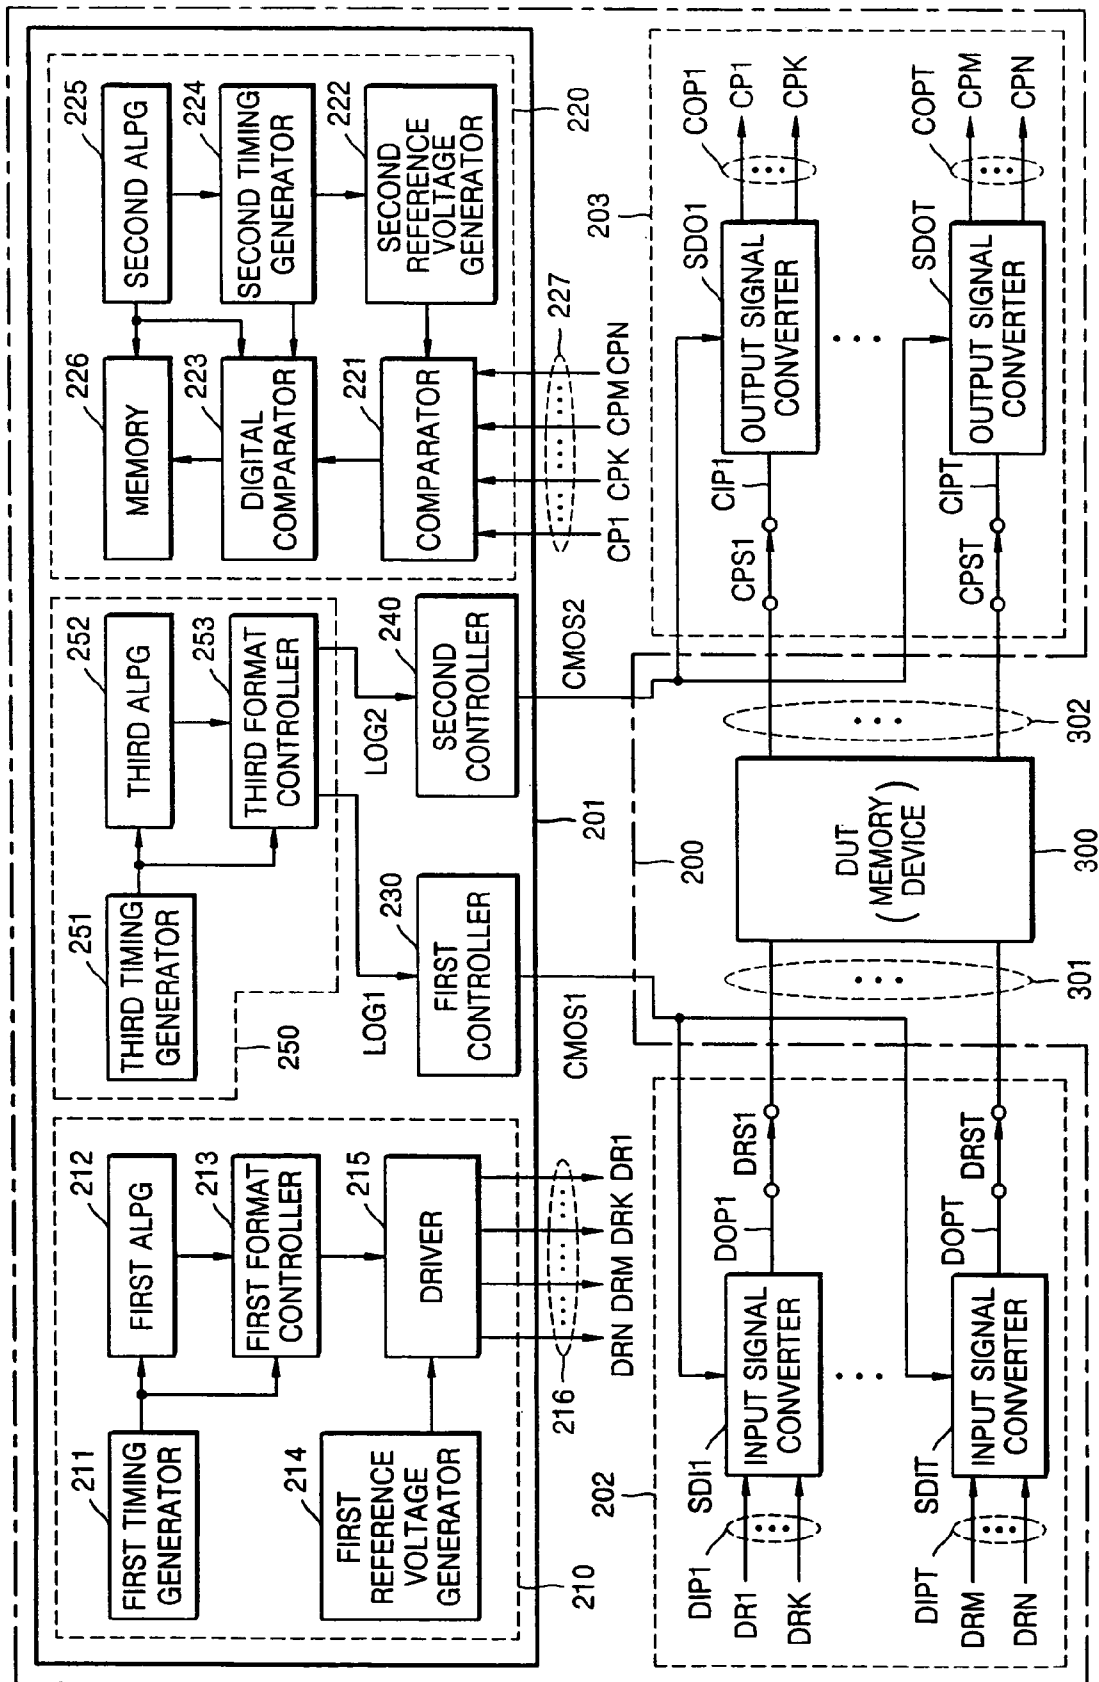 211
FIRST TIMING
GENERATOR
212
FIRST ALPG
213
FIRST FORMAT
CONTROLLER
214
FIRST
REFERENCE
VOLTAGE
GENERATOR
215
DRIVER
210
216
DRN
DRM
DRK
DR1
251
THIRD TIMING
GENERATOR
252
THIRD ALPG
253
THIRD FORMAT
CONTROLLER
250
LOG1
LOG2
230
FIRST
CONTROLLER
240
SECOND
CONTROLLER
CMOS1
CMOS2
201
225
SECOND ALPG
224
SECOND TIMING
GENERATOR
222
SECOND
REFERENCE
VOLTAGE
GENERATOR
226
MEMORY
223
DIGITAL
COMPARATOR
221
COMPARATOR
220
227
CP1
CPK
CPM
CPN
200
202
DIP1
DR1
DRK
SDI1
INPUT SIGNAL
CONVERTER
DOP1
DRS1
DIPT
DRM
DRN
SDIT
INPUT SIGNAL
CONVERTER
DOPT
DRST
301
DUT
(MEMORY
DEVICE)
300
302
203
CPS1
CIP1
SDO1
OUTPUT SIGNAL
CONVERTER
COP1
CP1
CPK
CPST
CIPT
SDOT
OUTPUT SIGNAL
CONVERTER
COPT
CPM
CPN